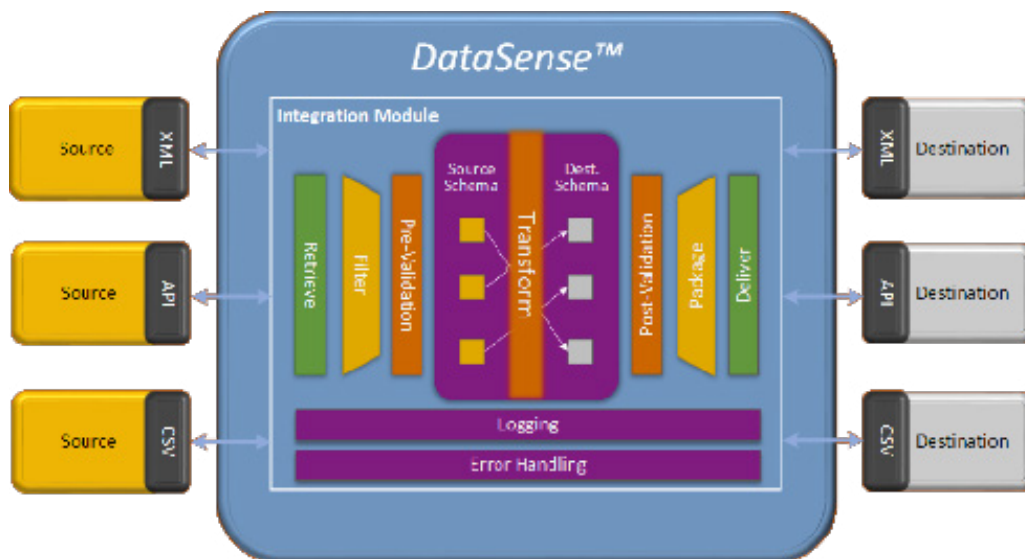 DataSense™
Integration Module
Source
XML
Source
API
Source
CSV
Retrieve
Filter
Pre-Validation
Source
Schema
Transform
Dest.
Schema
Post-Validation
Package
Deliver
Logging
Error Handling
XML
Destination
API
Destination
CSV
Destination